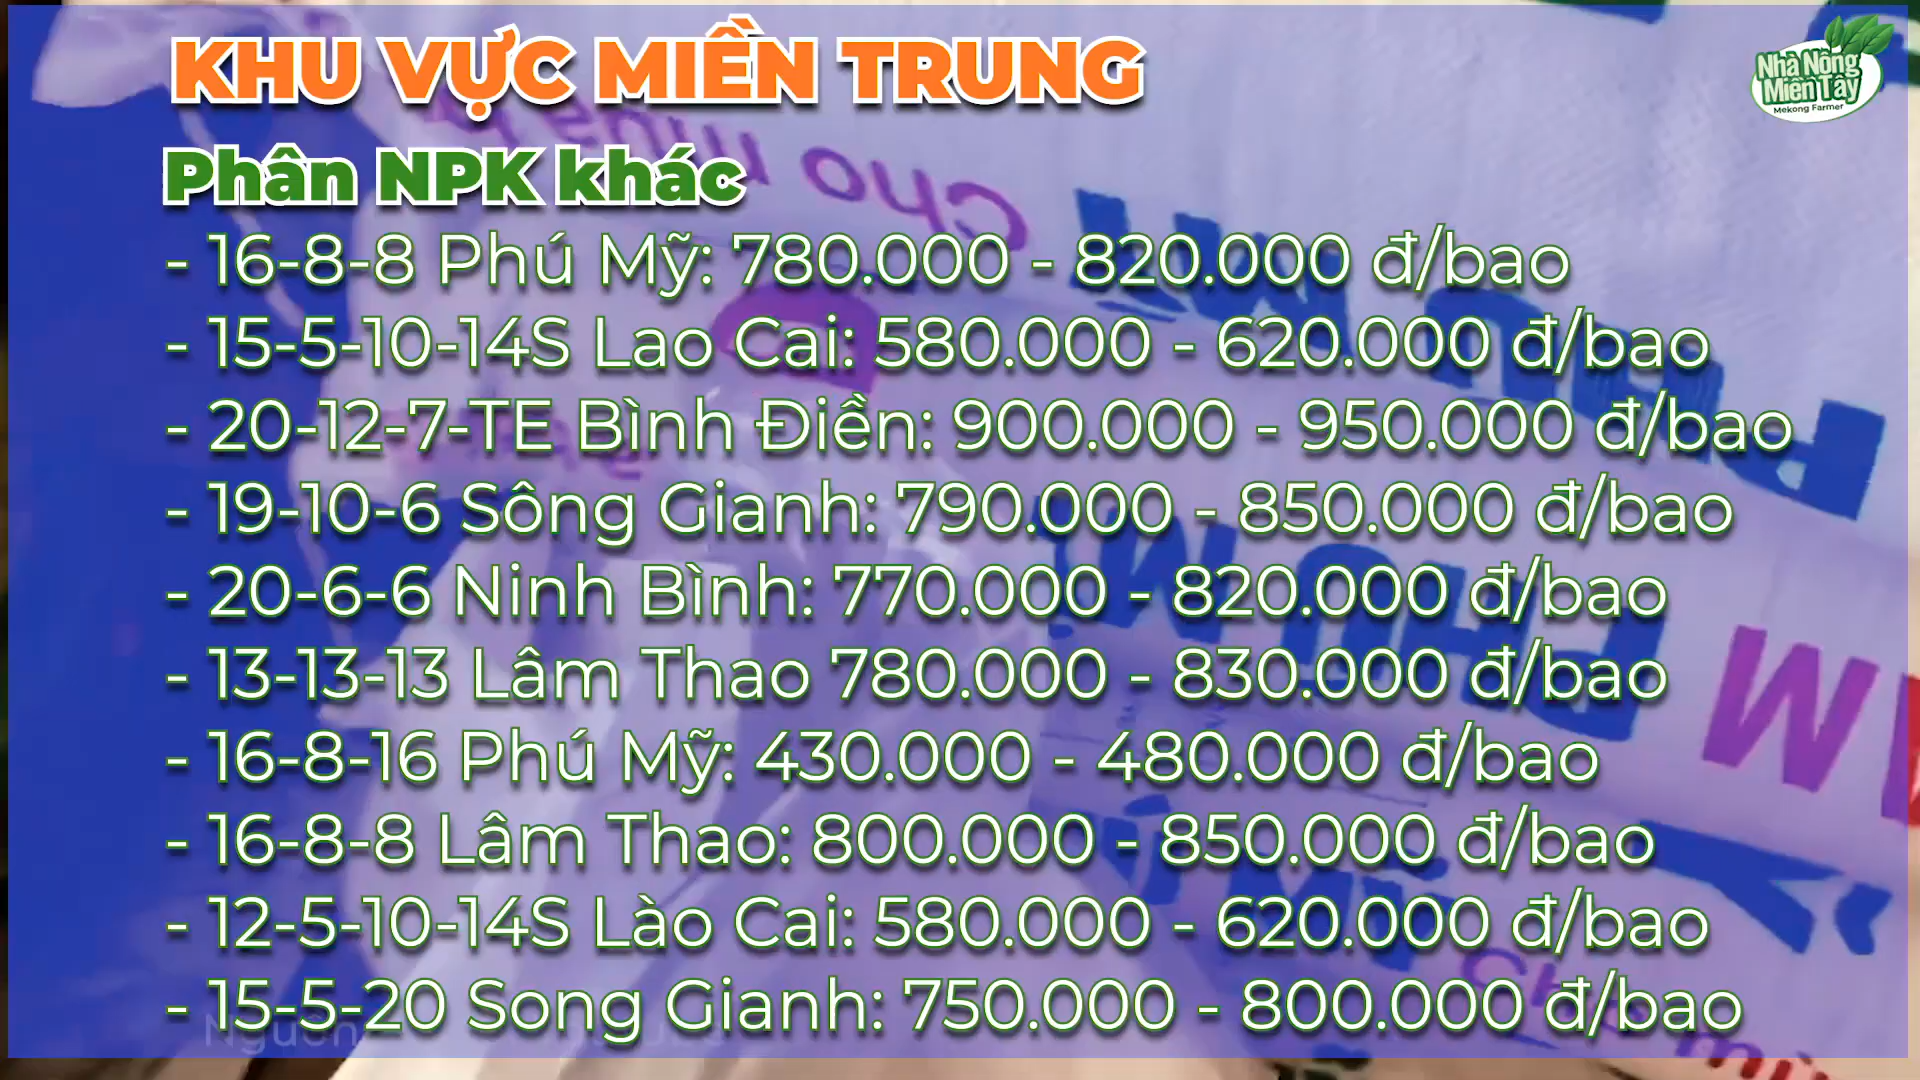 KHU VỰC MIỀN TRUNG
Nhà Nông
Miền Tây
Mekong Farmer
Phân NPK khác
- 16-8-8 Phú Mỹ: 780.000 - 820.000 đ/bao
- 15-5-10-14S Lao Cai: 580.000 - 620.000 đ/bao
- 20-12-7-TE Bình Điền: 900.000 - 950.000 đ/bao
- 19-10-6 Sông Gianh: 790.000 - 850.000 đ/bao
- 20-6-6 Ninh Bình: 770.000 - 820.000 đ/bao
- 13-13-13 Lâm Thao 780.000 - 830.000 đ/bao
- 16-8-16 Phú Mỹ: 430.000 - 480.000 đ/bao
- 16-8-8 Lâm Thao: 800.000 - 850.000 đ/bao
- 12-5-10-14S Lào Cai: 580.000 - 620.000 đ/bao
- 15-5-20 Song Gianh: 750.000 - 800.000 đ/bao